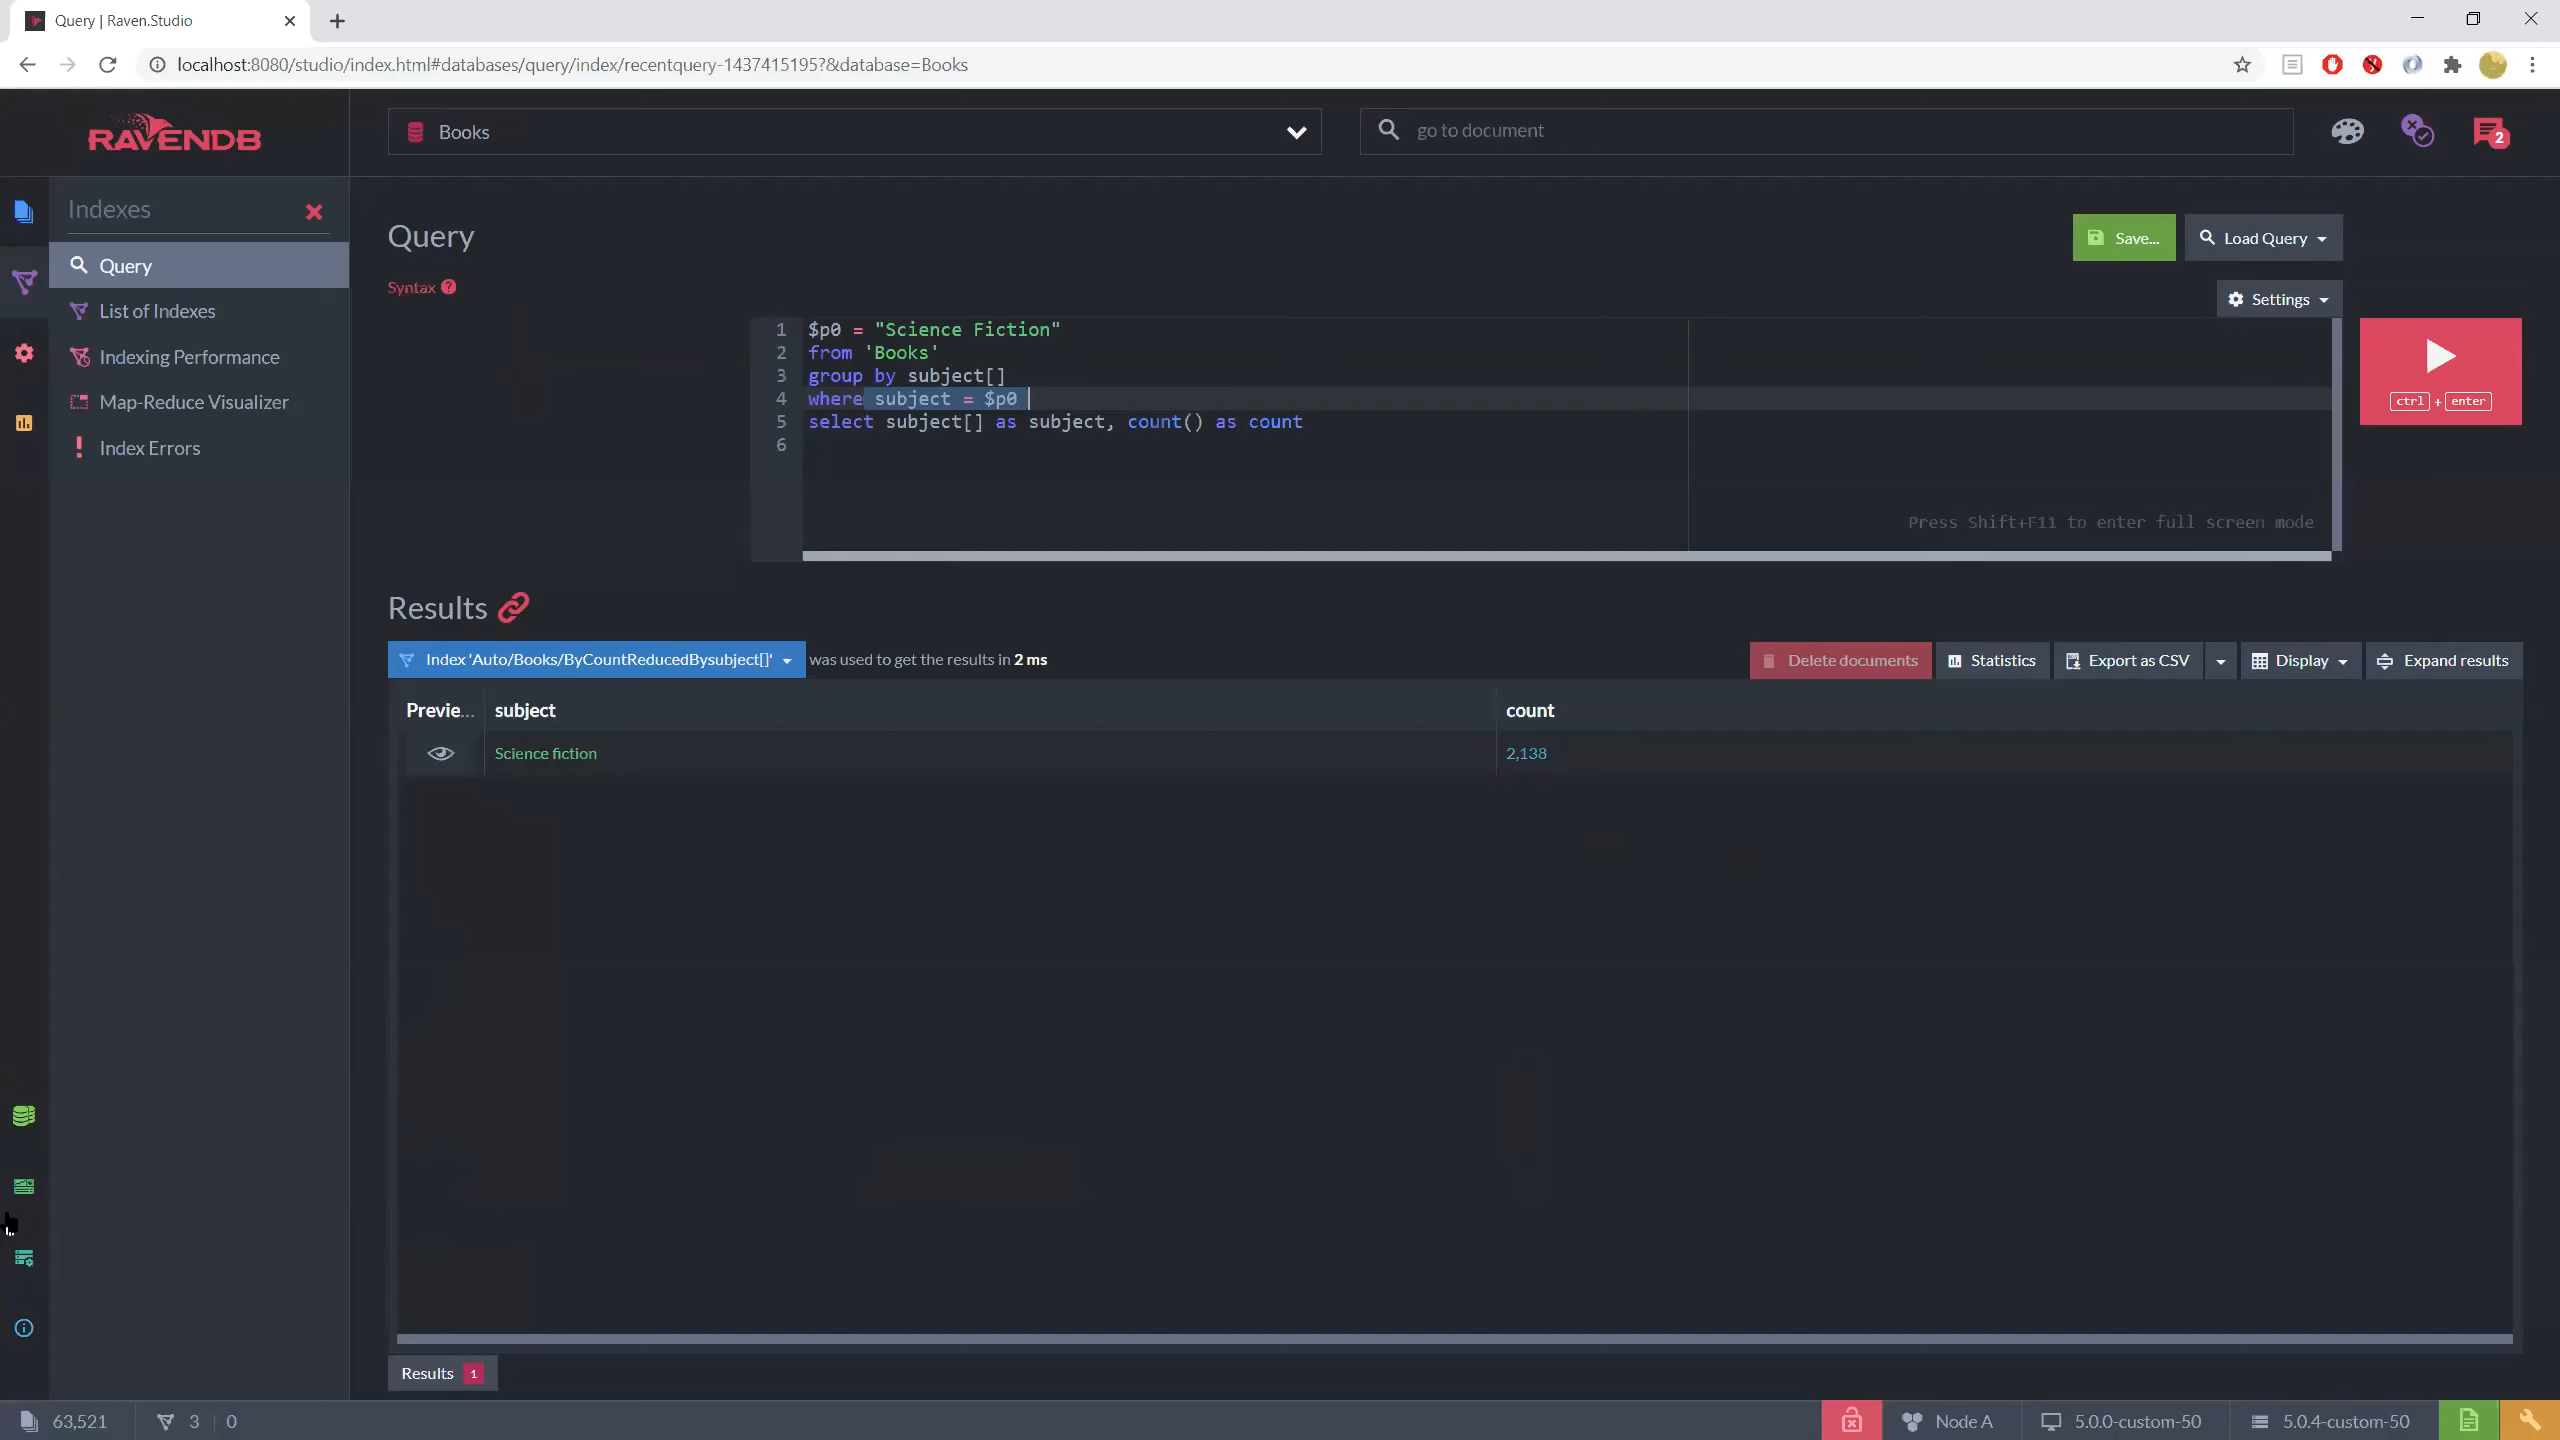 Query | Raven.Studio
localhost:8080/studio/index.html#databases/query/index/recentquery-1437415195?&database=Books
RAVENDB
Books
go to document
2
Indexes
Query
List of Indexes
Indexing Performance
Map-Reduce Visualizer
Index Errors
Query
Save...
Load Query
Syntax ?
Settings
1 $p0 = "Science Fiction"
2 from 'Books'
3 group by subject[]
4 where subject = $p0
5 select subject[] as subject, count() as count
6
Press Shift+F11 to enter full screen mode
ctrl + enter
Results
Index 'Auto/Books/ByCountReducedBysubject[]' was used to get the results in 2 ms
Delete documents
Statistics
Export as CSV
Display
Expand results
Previe... subject count
Science fiction 2,138
Results 1
63,521 3 0
Node A
5.0.0-custom-50
5.0.4-custom-50